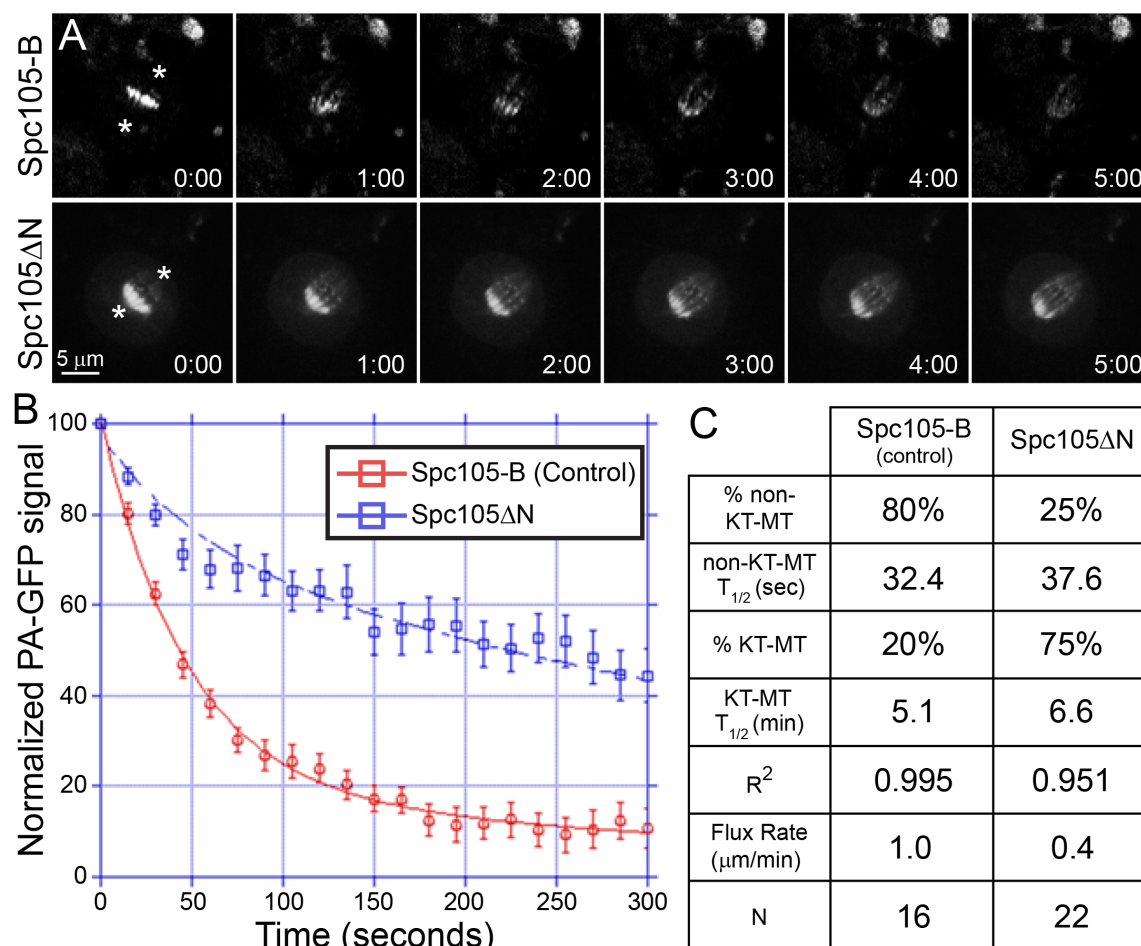 A
Spc105-B
*
*
0:00
1:00
2:00
3:00
4:00
5:00
Spc105ΔN
*
*
5 μm
0:00
1:00
2:00
3:00
4:00
5:00
B
Normalized PA-GFP signal
100
80
60
40
20
0
Spc105-B (Control)
Spc105ΔN
0
50
100
150
200
250
300
Time (seconds)
C
Spc105-B
(control)
Spc105ΔN
% non-
KT-MT
80%
25%
non-KT-MT
T1/2 (sec)
32.4
37.6
% KT-MT
20%
75%
KT-MT
T1/2 (min)
5.1
6.6
R²
0.995
0.951
Flux Rate
(μm/min)
1.0
0.4
N
16
22